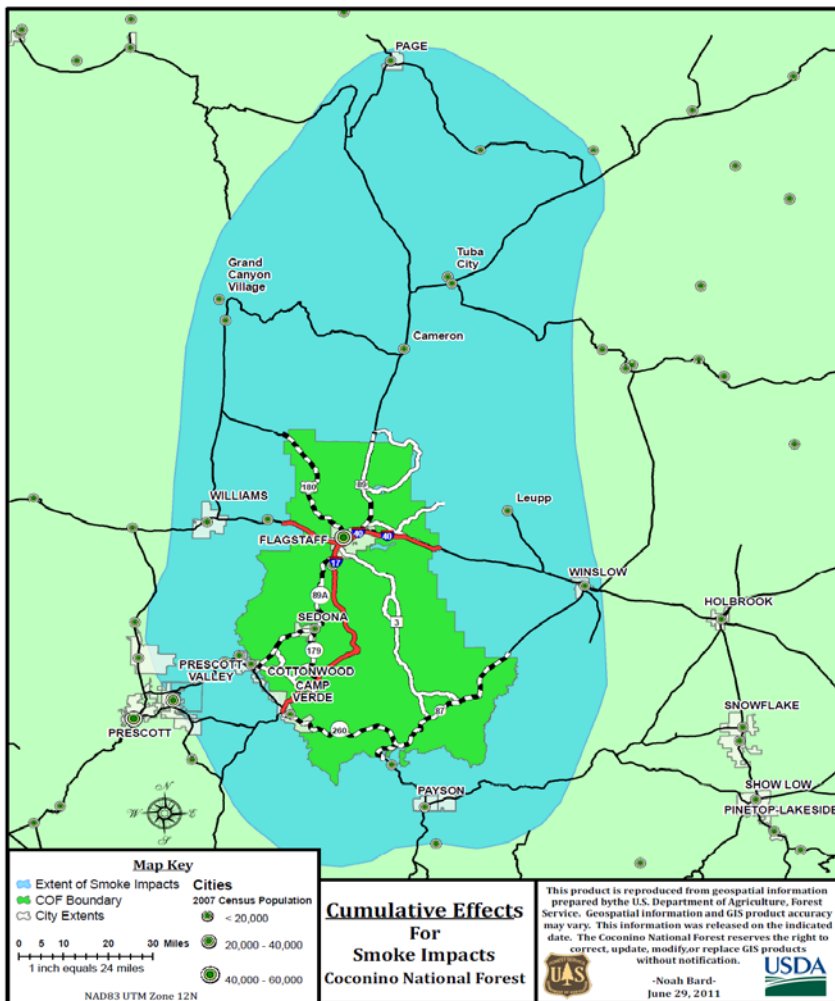 PAGE
Tuba
City
Grand
Canyon
Village
Cameron
180
89
WILLIAMS
Leupp
FLAGSTAFF
40
40
17
WINSLOW
89A
HOLBROOK
3
SEDONA
179
PRESCOTT
VALLEY
COTTONWOOD
CAMP
VERDE
87
SNOWFLAKE
PRESCOTT
260
SHOW LOW
PAYSON
PINETOP-LAKESIDE
N
W
E
S
Map Key
Extent of Smoke Impacts
COF Boundary
City Extents
0 5 10 20 30 Miles
1 inch equals 24 miles
NAD83 UTM Zone 12N
Cities
2007 Census Population
< 20,000
20,000 - 40,000
40,000 - 60,000
Cumulative Effects
For
Smoke Impacts
Coconino National Forest
This product is reproduced from geospatial information
prepared bythe U.S. Department of Agriculture, Forest
Service. Geospatial information and GIS product accuracy
may vary. This information was released on the indicated
date. The Coconino National Forest reserves the right to
correct, update, modify,or replace GIS products
without notification.
-Noah Bard-
June 29, 2011
U S
USDA